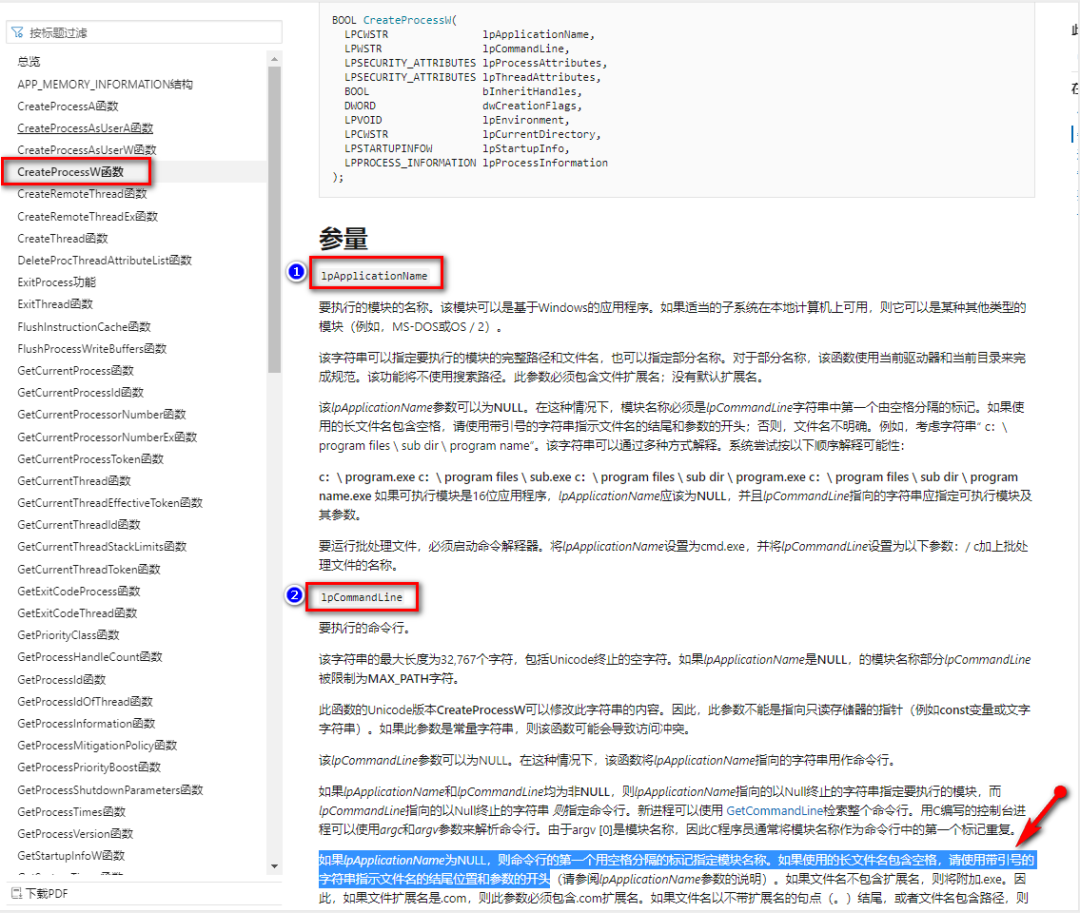 按标题过滤
总览
APP_MEMORY_INFORMATION结构
CreateProcessA函数
CreateProcessAsUserA函数
CreateProcessAsUserW函数
CreateProcessW函数
CreateRemoteThread函数
CreateRemoteThreadEx函数
CreateThread函数
DeleteProcThreadAttributeList函数
ExitProcess功能
ExitThread函数
FlushInstructionCache函数
FlushProcessWriteBuffers函数
GetCurrentProcess函数
GetCurrentProcessId函数
GetCurrentProcessorNumber函数
GetCurrentProcessorNumberEx函数
GetCurrentProcessToken函数
GetCurrentThread函数
GetCurrentThreadEffectiveToken函数
GetCurrentThreadId函数
GetCurrentThreadStackLimits函数
GetCurrentThreadToken函数
GetExitCodeProcess函数
GetExitCodeThread函数
GetPriorityClass函数
GetProcessHandleCount函数
GetProcessId函数
GetProcessIdOfThread函数
GetProcessInformation函数
GetProcessMitigationPolicy函数
GetProcessPriorityBoost函数
GetProcessShutdownParameters函数
GetProcessTimes函数
GetProcessVersion函数
GetStartupInfoW函数
下载PDF
BOOL CreateProcessW(
LPCWSTR lpApplicationName,
LPWSTR lpCommandLine,
LPSECURITY_ATTRIBUTES lpProcessAttributes,
LPSECURITY_ATTRIBUTES lpThreadAttributes,
BOOL bInheritHandles,
DWORD dwCreationFlags,
LPVOID lpEnvironment,
LPCWSTR lpCurrentDirectory,
LPSTARTUPINFOW lpStartupInfo,
LPPROCESS_INFORMATION lpProcessInformation
);
参量
1 lpApplicationName
要执行的模块的名称。该模块可以是基于Windows的应用程序。如果适当的子系统在本地计算机上可用，则它可以是某种其他类型的
模块（例如，MS-DOS或OS / 2）。
该字符串可以指定要执行的模块的完整路径和文件名，也可以指定部分名称。对于部分名称，该函数使用当前驱动器和当前目录来完
成规范。该功能将不使用搜索路径。此参数必须包含文件扩展名；没有默认扩展名。
该lpApplicationName参数可以为NULL。在这种情况下，模块名称必须是lpCommandLine字符串中第一个由空格分隔的标记。如果使
用的长文件名包含空格，请使用带引号的字符串指示文件名的结尾和参数的开头；否则，文件名不明确。例如，考虑字符串“ c： \
program files \ sub dir \ program name”。该字符串可以通过多种方式解释。系统尝试按以下顺序解释可能性：
c：\ program.exe c：\ program files \ sub.exe c：\ program files \ sub dir \ program.exe c：\ program files \ sub dir \ program
name.exe 如果可执行模块是16位应用程序，lpApplicationName应该为NULL，并且lpCommandLine指向的字符串应指定可执行模块及
其参数。
要运行批处理文件，必须启动命令解释器。将lpApplicationName设置为cmd.exe，并将lpCommandLine设置为以下参数：/ c加上批处
理文件的名称。
2 lpCommandLine
要执行的命令行。
该字符串的最大长度为32,767个字符，包括Unicode终止的空字符。如果lpApplicationName是NULL，的模块名称部分lpCommandLine
被限制为MAX_PATH字符。
此函数的Unicode版本CreateProcessW可以修改此字符串的内容。因此，此参数不能是指向只读存储器的指针（例如const变量或文字
字符串）。如果此参数是常量字符串，则该函数可能会导致访问冲突。
该lpCommandLine参数可以为NULL。在这种情况下，该函数将lpApplicationName指向的字符串用作命令行。
如果lpApplicationName和lpCommandLine均为非NULL，则lpApplicationName指向的以Null终止的字符串指定要执行的模块，而
lpCommandLine指向的以Null终止的字符串 则指定命令行。新进程可以使用 GetCommandLine检索整个命令行。用C编写的控制台进
程可以使用argc和argv参数来解析命令行。由于argv [0]是模块名称，因此C程序员通常将模块名称作为命令行中的第一个标记重复。
如果lpApplicationName为NULL，则命令行的第一个用空格分隔的标记指定模块名称。如果使用的长文件名包含空格，请使用带引号的
字符串指示文件名的结尾位置和参数的开头（请参阅lpApplicationName参数的说明）。如果文件名不包含扩展名，则将附加.exe。因
此，如果文件扩展名是.com，则此参数必须包含.com扩展名。如果文件名以不带扩展名的句点（。）结尾，或者文件名包含路径，则